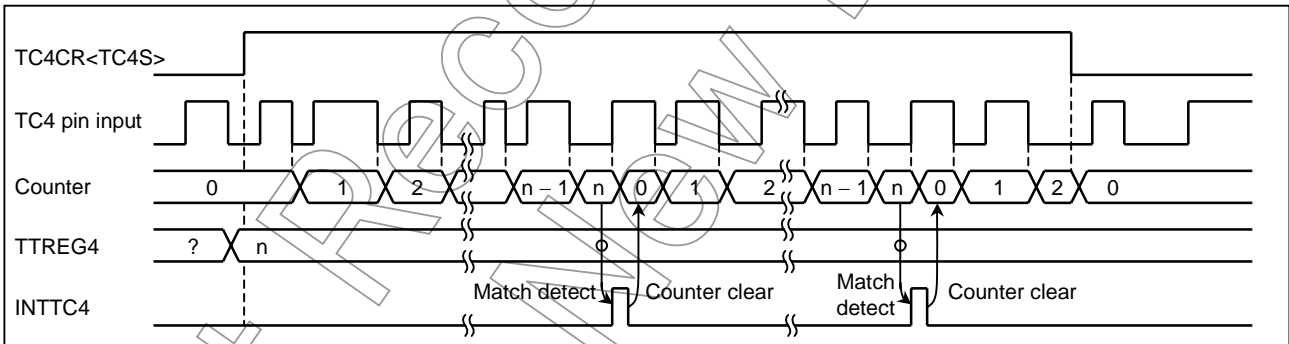 TC4CR<TC4S>
TC4 pin input
Counter 0 1 2 n – 1 n 0 1 2 n – 1 n 0 1 2 0
TTREG4 ? n
Match detect Counter clear Match detect Counter clear
INTTC4